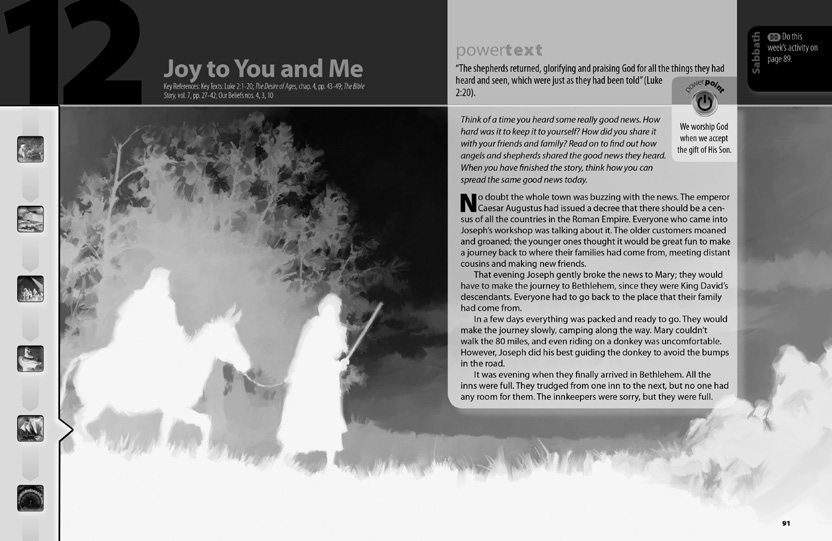 12
Joy to You and Me
Key References: Key Texts: Luke 2:1-20; The Desire of Ages, chap. 4, pp. 43-49; The Bible
Story, vol. 7, pp. 27-42; Our Beliefs nos. 4, 3, 10
powertext
"The shepherds returned, glorifying and praising God for all the things they had
heard and seen, which were just as they had been told" (Luke
2:20).
powerpoint
We worship God
when we accept
the gift of His Son.
Sabbath
DO Do this
week's activity on
page 89.
Think of a time you heard some really good news. How
hard was it to keep it to yourself? How did you share it
with your friends and family? Read on to find out how
angels and shepherds shared the good news they heard.
When you have finished the story, think how you can
spread the same good news today.
No doubt the whole town was buzzing with the news. The emperor
Caesar Augustus had issued a decree that there should be a cen-
sus of all the countries in the Roman Empire. Everyone who came into
Joseph's workshop was talking about it. The older customers moaned
and groaned; the younger ones thought it would be great fun to make
a journey back to where their families had come from, meeting distant
cousins and making new friends.
That evening Joseph gently broke the news to Mary; they would
have to make the journey to Bethlehem, since they were King David's
descendants. Everyone had to go back to the place that their family
had come from.
In a few days everything was packed and ready to go. They would
make the journey slowly, camping along the way. Mary couldn't
walk the 80 miles, and even riding on a donkey was uncomfortable.
However, Joseph did his best guiding the donkey to avoid the bumps
in the road.
It was evening when they finally arrived in Bethlehem. All the
inns were full. They trudged from one inn to the next, but no one had
any room for them. The innkeepers were sorry, but they were full.
91